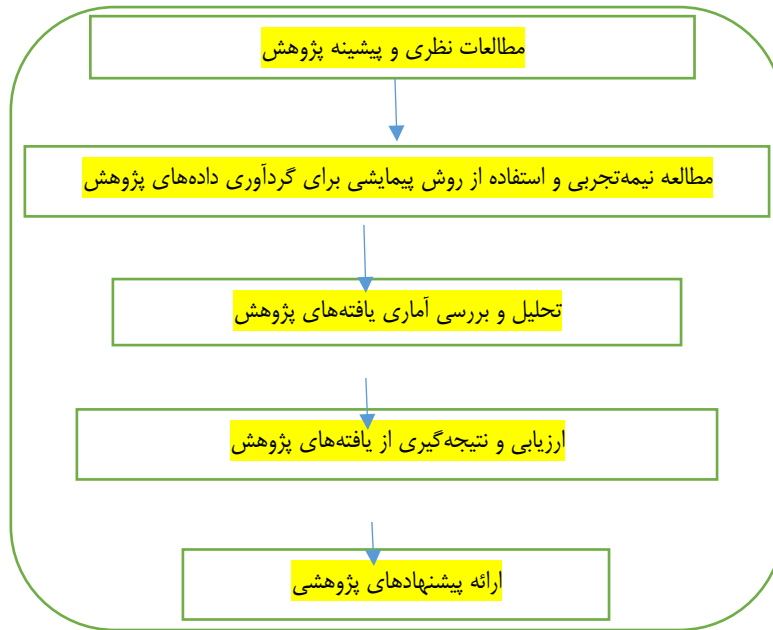 مطالعات نظری و پیشینه پژوهش
مطالعه نیمه‌تجربی و استفاده از روش پیمایشی برای گردآوری داده‌های پژوهش
تحلیل و بررسی آماری یافته‌های پژوهش
ارزیابی و نتیجه‌گیری از یافته‌های پژوهش
ارائه پیشنهادهای پژوهشی